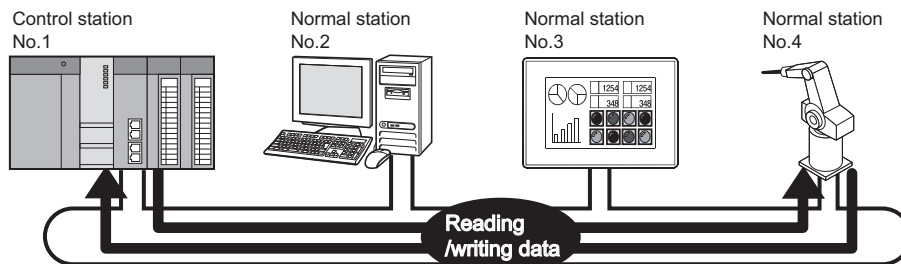 Control station
No.1
Normal station
No.2
Normal station
No.3
Normal station
No.4
1254 1254
348 348
Reading
/writing data